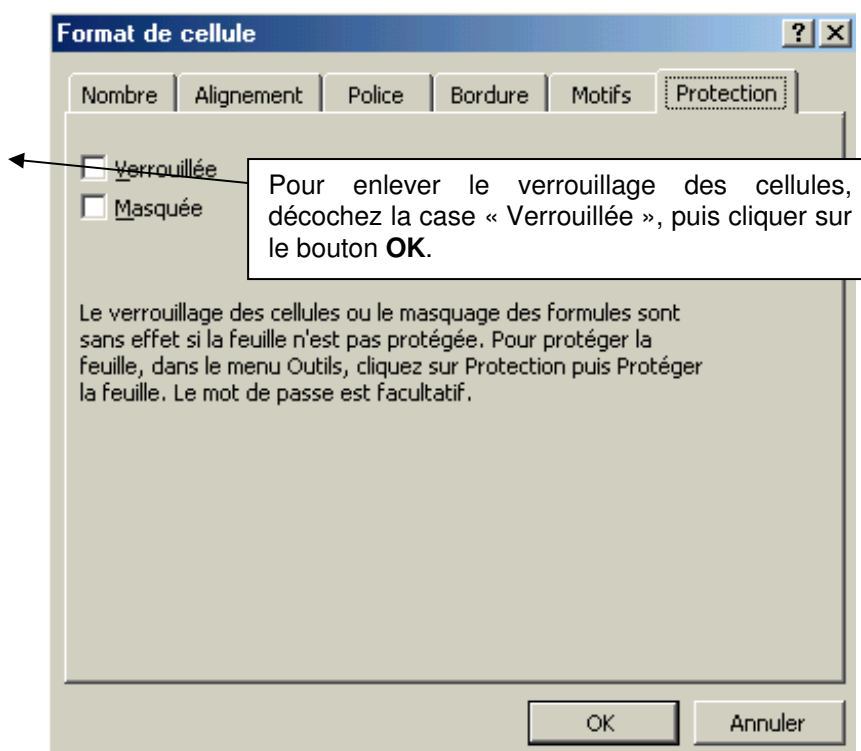 Format de cellule
Nombre Alignement Police Bordure Motifs Protection
Verrouillée
Masquée
Pour enlever le verrouillage des cellules,
décochez la case « Verrouillée », puis cliquer sur
le bouton OK.
Le verrouillage des cellules ou le masquage des formules sont
sans effet si la feuille n'est pas protégée. Pour protéger la
feuille, dans le menu Outils, cliquez sur Protection puis Protéger
la feuille. Le mot de passe est facultatif.
OK Annuler